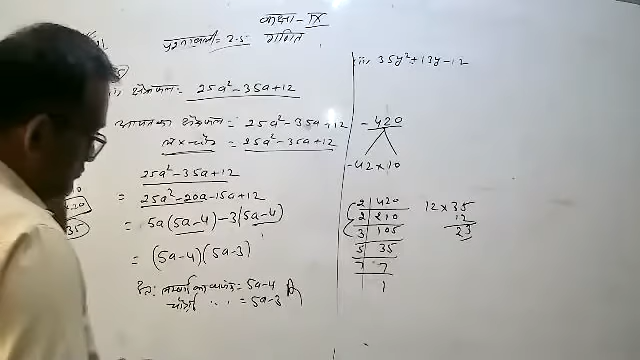 कक्षा - IX
प्रश्नावली = 2.5 गणित
क्षेत्रफल = 25a² - 35a + 12
आयत का क्षेत्रफल = 25a² - 35a + 12
ल × चौ = 25a² - 35a + 12
25a² - 35a + 12
= 25a² - 20a - 15a + 12
= 5a(5a-4) - 3(5a-4)
= (5a-4)(5a-3)
अतः लम्बाई का व्यंजक = 5a-4
चौड़ाई " " = 5a-3
ii, 35y² + 13y - 12
- 420
-42 × 10
2 | 420
2 | 210
3 | 105
5 | 35
7 | 7
1
12 × 35
12
23
35